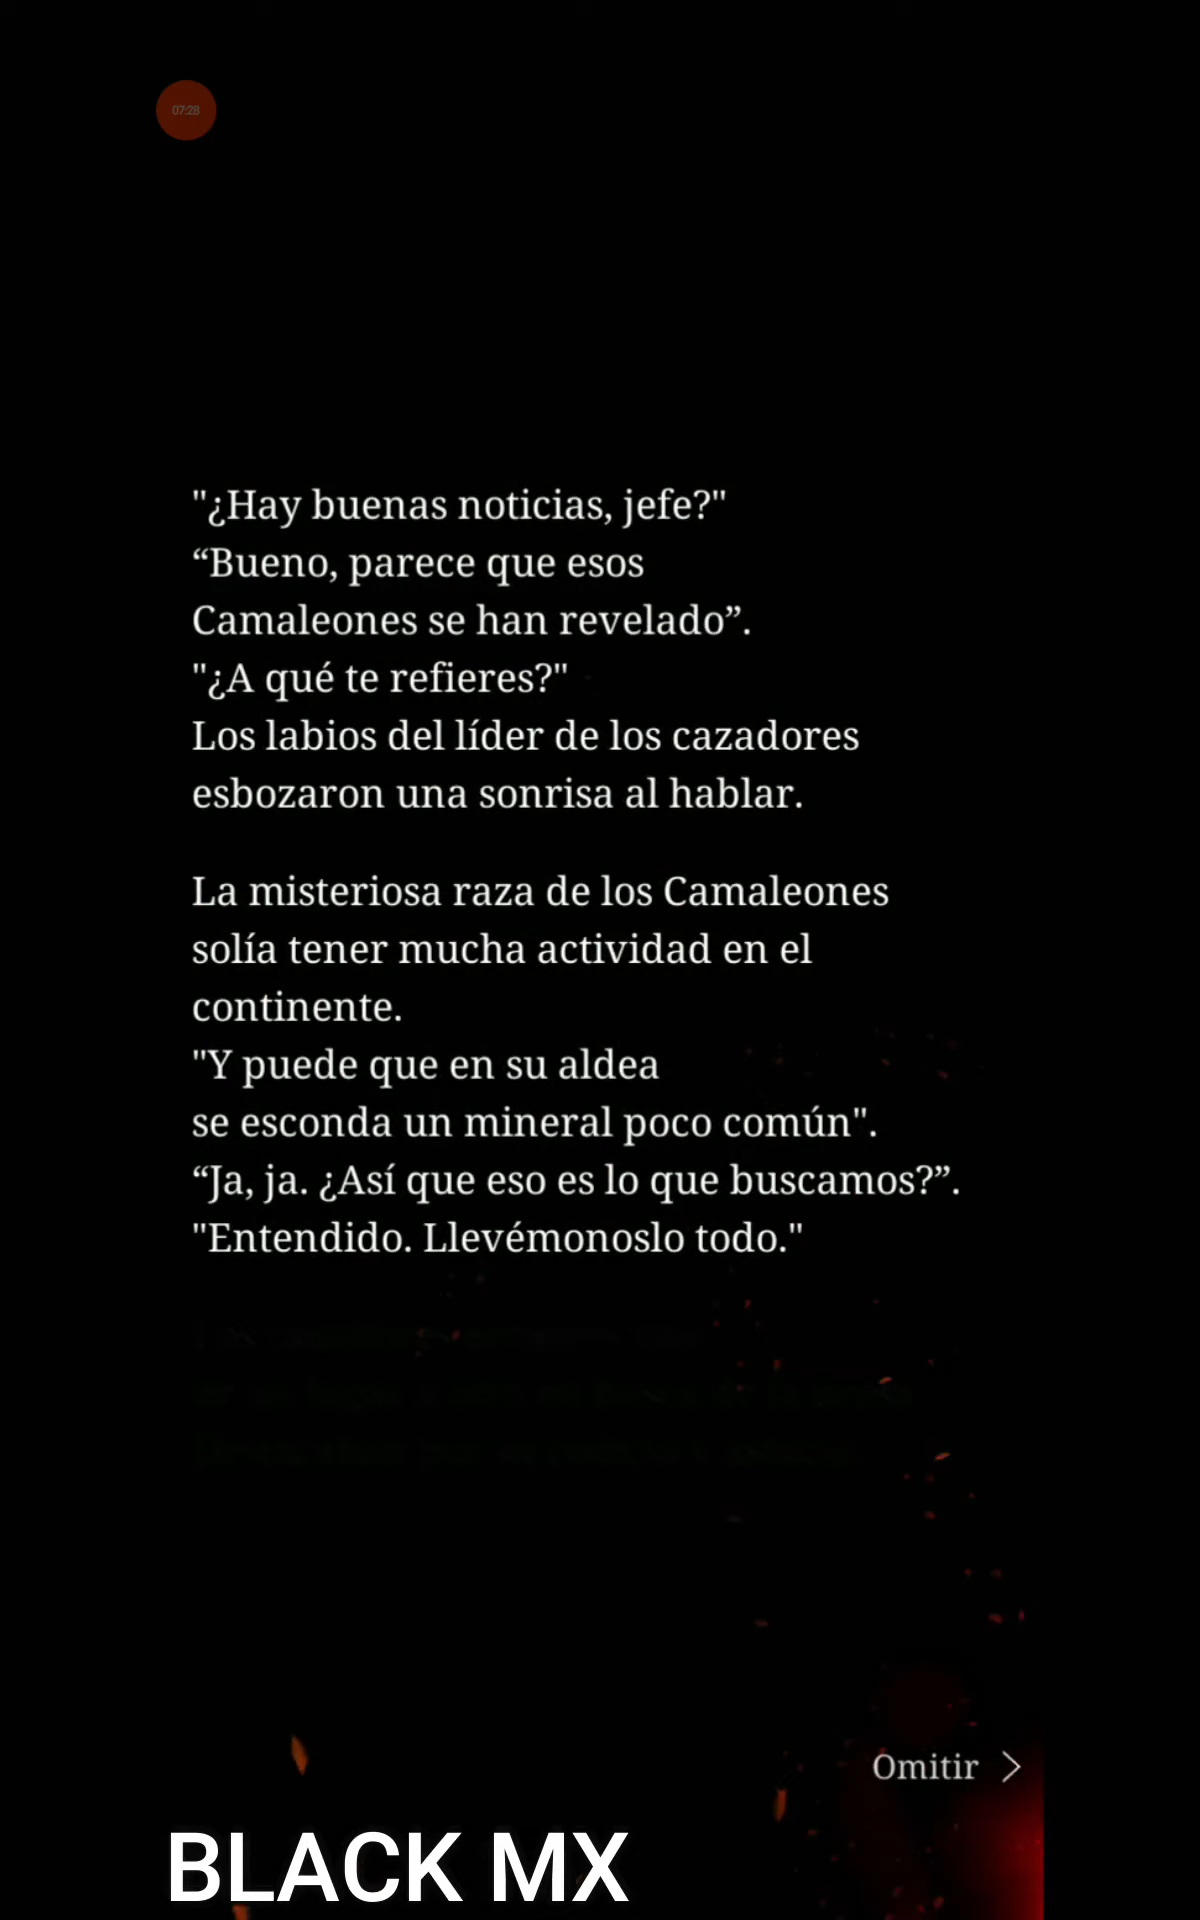 07:28
"¿Hay buenas noticias, jefe?"
“Bueno, parece que esos
Camaleones se han revelado”.
"¿A qué te refieres?"
Los labios del líder de los cazadores
esbozaron una sonrisa al hablar.
La misteriosa raza de los Camaleones
solía tener mucha actividad en el
continente.
"Y puede que en su aldea
se esconda un mineral poco común".
“Ja, ja. ¿Así que eso es lo que buscamos?”.
"Entendido. Llevémonoslo todo."
Omitir
BLACK MX